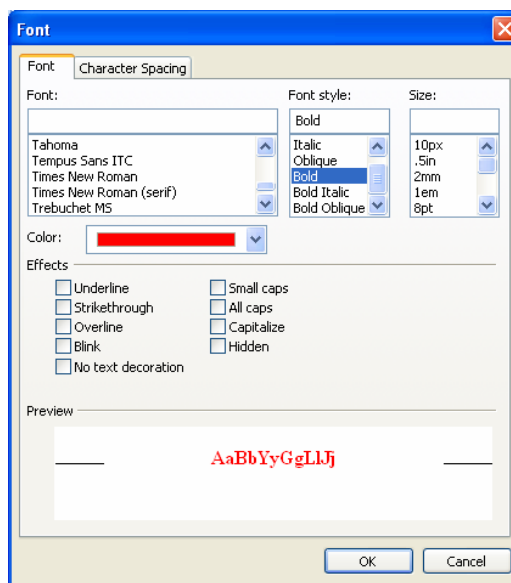 Font
Font Character Spacing
Font: Font style: Size:
Bold
Tahoma Italic 10px
Tempus Sans ITC Oblique .5in
Times New Roman Bold 2mm
Times New Roman (serif) Bold Italic 1em
Trebuchet MS Bold Oblique 8pt
Color:
Effects
Underline Small caps
Strikethrough All caps
Overline Capitalize
Blink Hidden
No text decoration
Preview
AaBbYyGgLlJj
OK Cancel